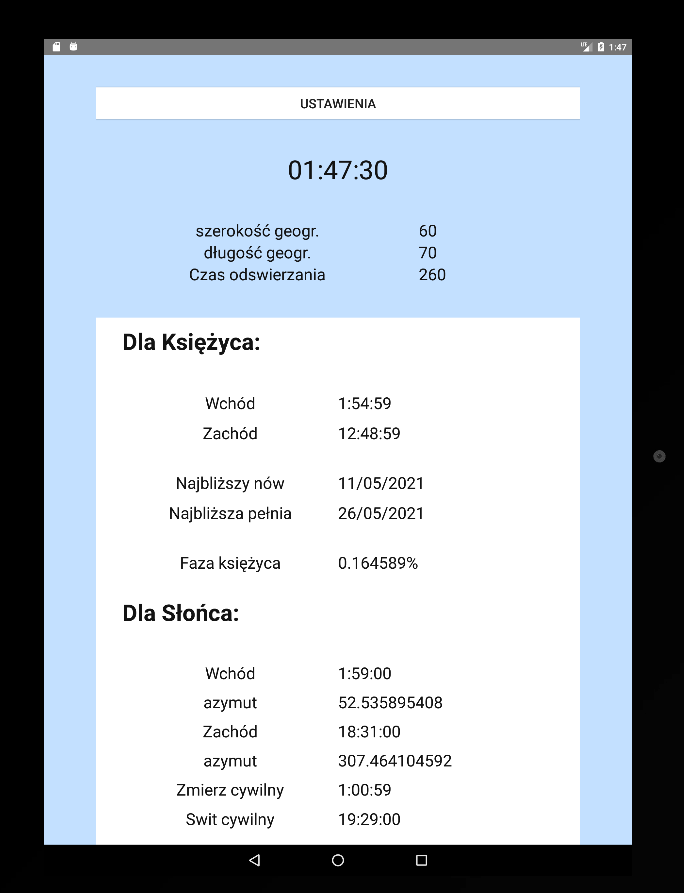 LTE 1:47
USTAWIENIA
01:47:30
szerokość geogr. 60
długość geogr. 70
Czas odswierzania 260
Dla Księżyca:
Wchód 1:54:59
Zachód 12:48:59
Najbliższy nów 11/05/2021
Najbliższa pełnia 26/05/2021
Faza księżyca 0.164589%
Dla Słońca:
Wchód 1:59:00
azymut 52.535895408
Zachód 18:31:00
azymut 307.464104592
Zmierz cywilny 1:00:59
Swit cywilny 19:29:00